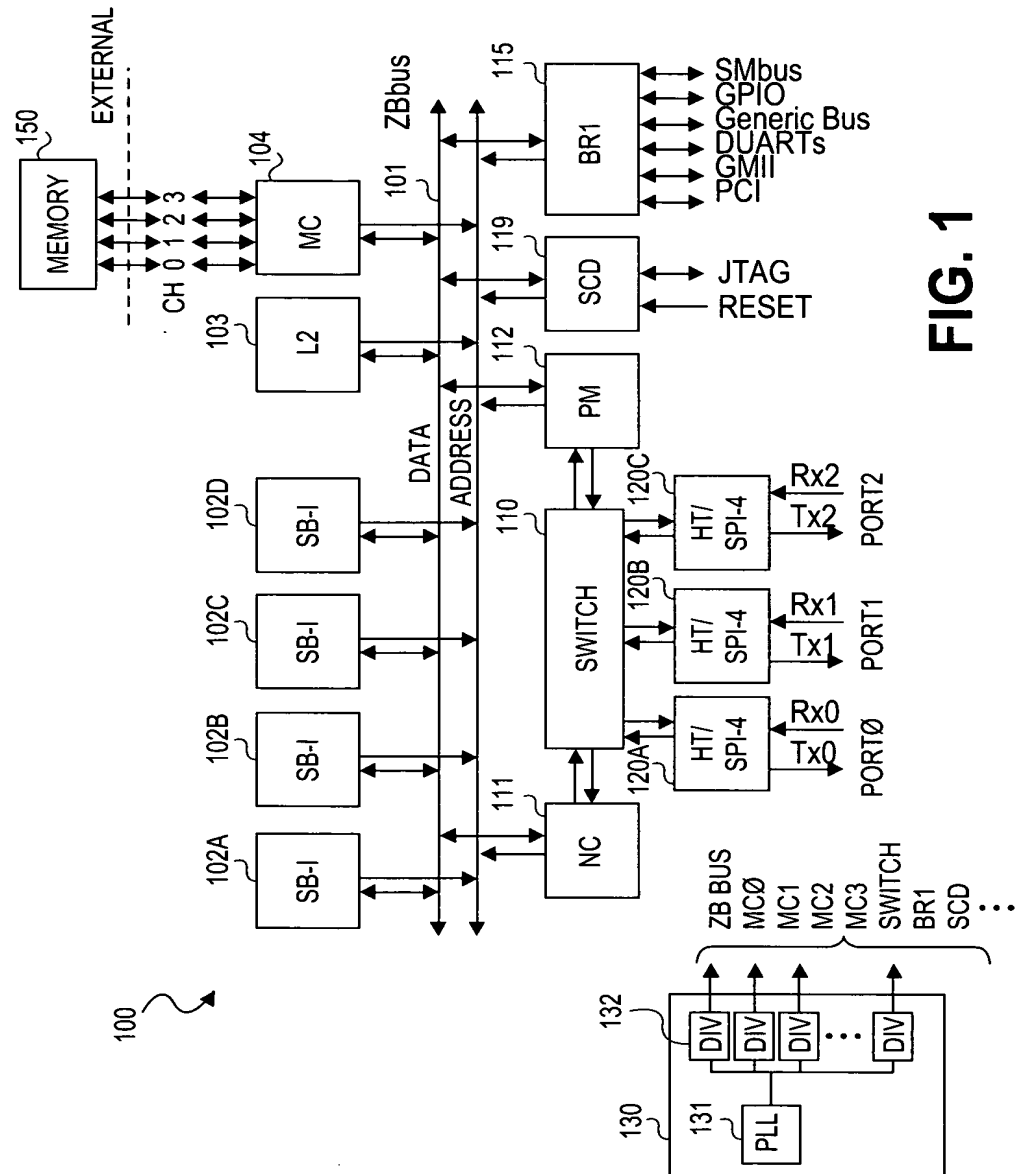 100
150
MEMORY
EXTERNAL
CH 0 1 2 3
102A
SB-I
102B
SB-I
102C
SB-I
102D
SB-I
103
L2
104
MC
DATA
101
ZBbus
ADDRESS
111
NC
110
SWITCH
112
PM
119
SCD
115
BR1
120A
HT/
SPI-4
120B
HT/
SPI-4
120C
HT/
SPI-4
Tx0
Rx0
PORTØ
Tx1
Rx1
PORT1
Tx2
Rx2
PORT2
RESET
JTAG
PCI
GMII
DUARTs
Generic Bus
GPIO
SMbus
130
131
PLL
132
DIV
DIV
DIV
DIV
ZB BUS
MCØ
MC1
MC2
MC3
SWITCH
BR1
SCD
FIG. 1